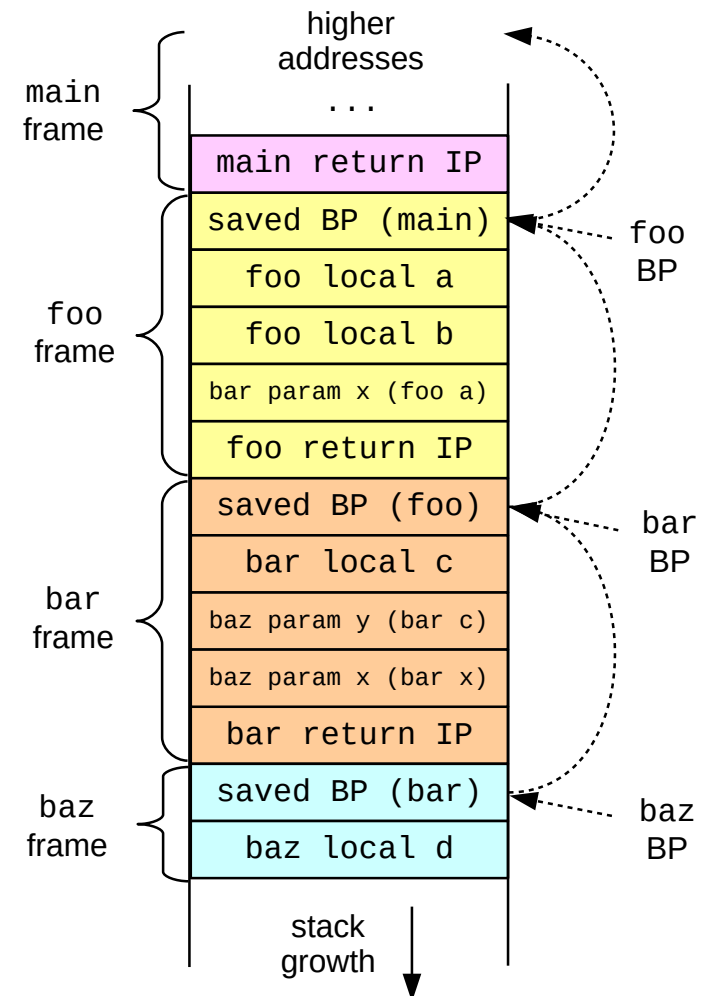 higher
addresses
...
main
frame
main return IP
saved BP (main)
foo
BP
foo local a
foo
frame
foo local b
bar param x (foo a)
foo return IP
saved BP (foo)
bar
BP
bar local c
bar
frame
baz param y (bar c)
baz param x (bar x)
bar return IP
saved BP (bar)
baz
frame
baz
BP
baz local d
stack
growth